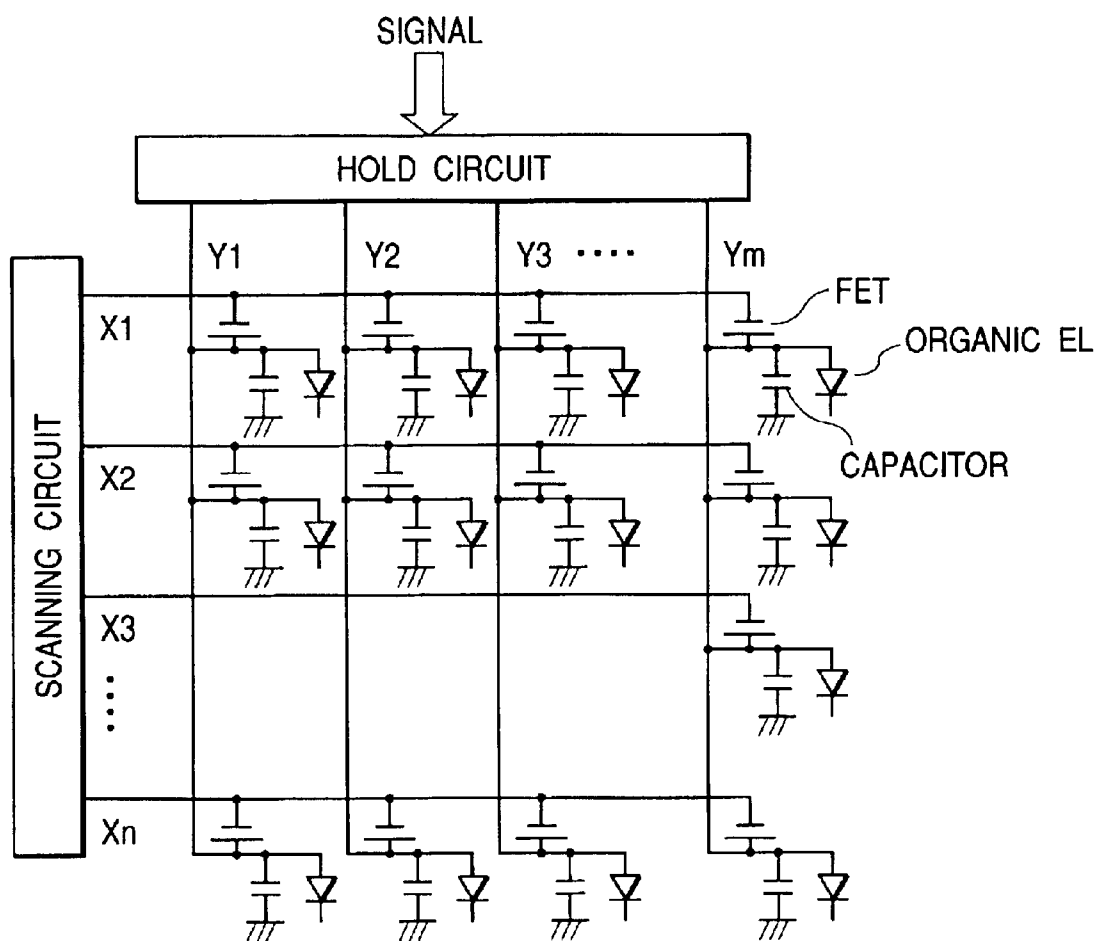 SIGNAL
HOLD CIRCUIT
Y1 Y2 Y3 ···· Ym
SCANNING CIRCUIT
X1
FET
ORGANIC EL
X2
CAPACITOR
X3
····
Xn